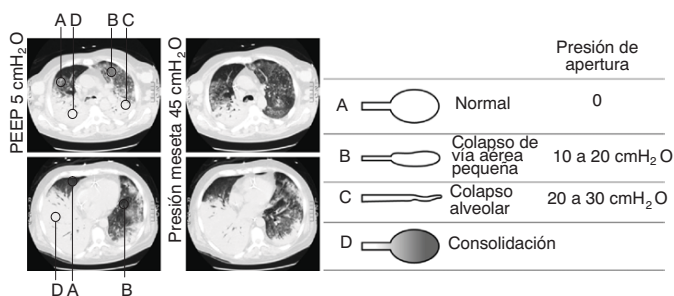 A D B C
PEEP 5 cmH2O
Presión meseta 45 cmH2O
D A B
Presión de
apertura
A Normal 0
B Colapso de
vía aérea
pequeña 10 a 20 cmH2O
C Colapso
alveolar 20 a 30 cmH2O
D Consolidación